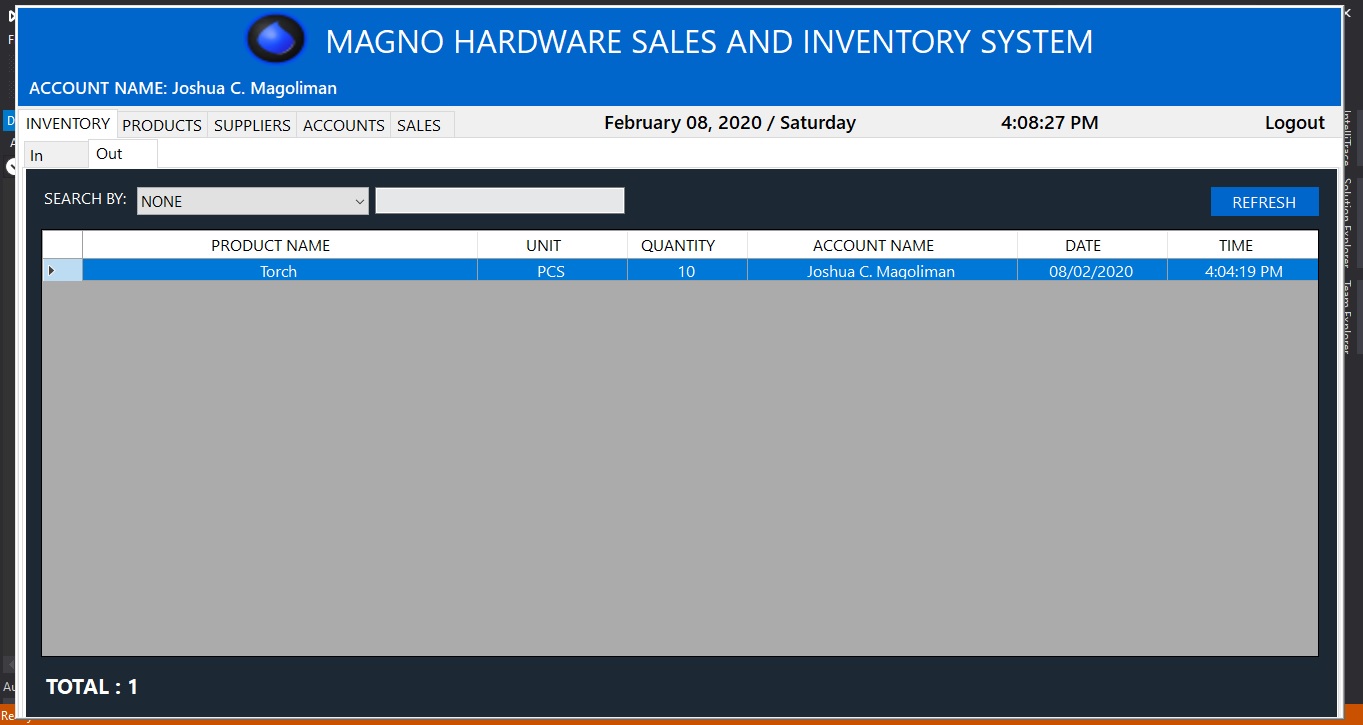 MAGNO HARDWARE SALES AND INVENTORY SYSTEM
ACCOUNT NAME: Joshua C. Magoliman
INVENTORY PRODUCTS SUPPLIERS ACCOUNTS SALES February 08, 2020 / Saturday 4:08:27 PM Logout
In Out
SEARCH BY: NONE REFRESH
PRODUCT NAME UNIT QUANTITY ACCOUNT NAME DATE TIME
Torch PCS 10 Joshua C. Magoliman 08/02/2020 4:04:19 PM
TOTAL : 1
IntelliTrace
Solution Explorer
Team Explorer